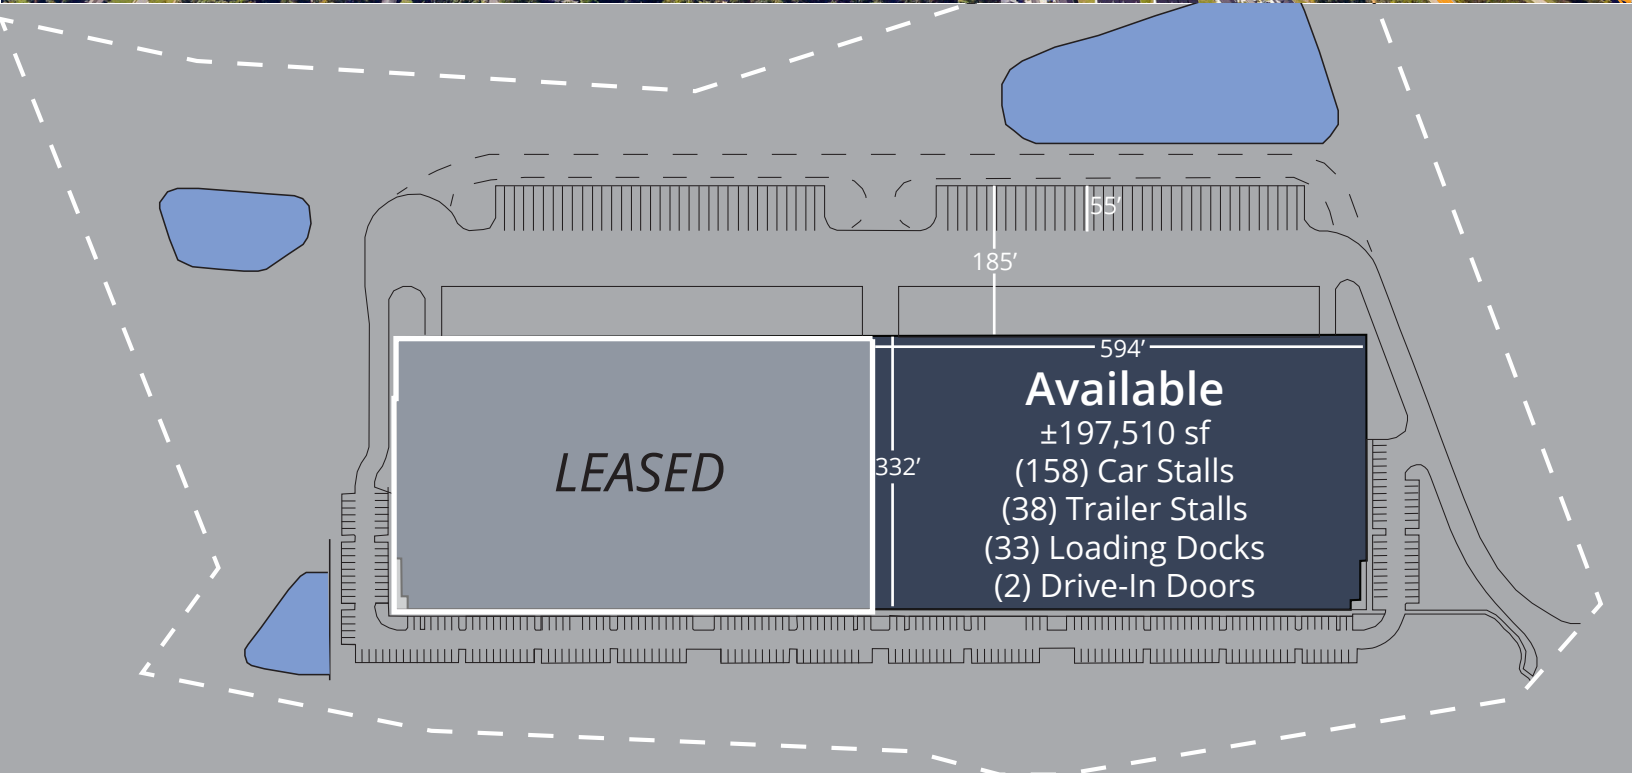 55’
185’
594’
Available
±197,510 sf
332’
(158) Car Stalls
(38) Trailer Stalls
(33) Loading Docks
(2) Drive-In Doors
LEASED